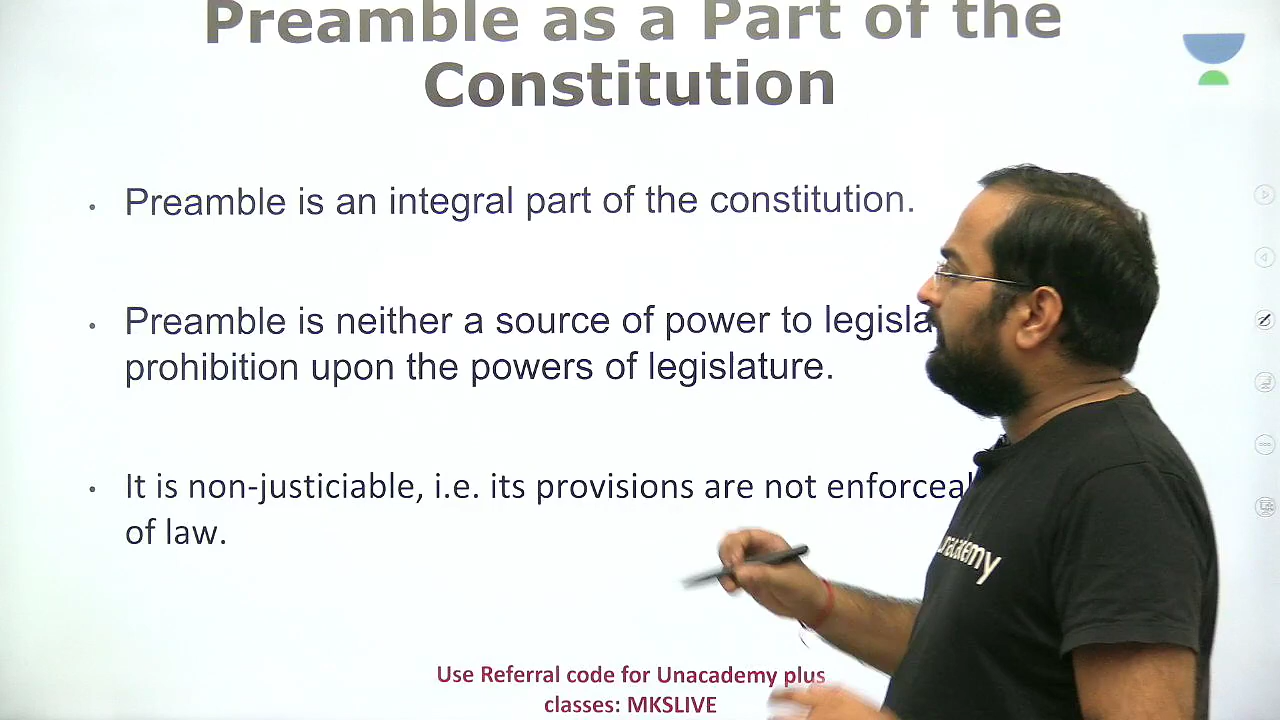 Preamble as a Part of the
Constitution
• Preamble is an integral part of the constitution.
• Preamble is neither a source of power to
prohibition upon the powers of legislature.
• It is non-justiciable, i.e. its provisions are not
of law.
unacademy
Use Referral code for Unacademy plus
classes: MKSLIVE